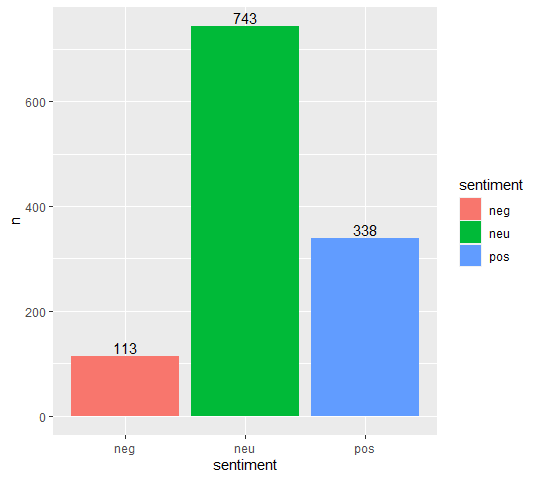 743
600
n
400
338
200
113
0
neg
neu
pos
sentiment
sentiment
neg
neu
pos